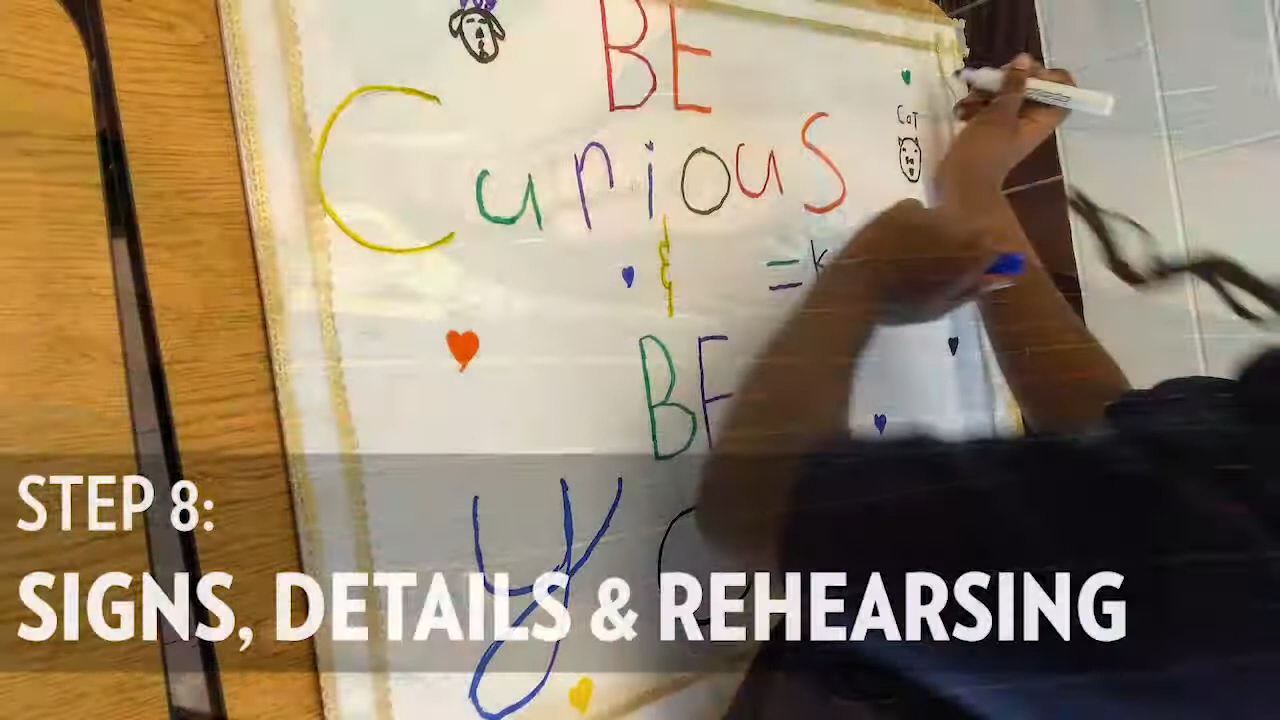 BE
Curious
CaT
&
=
BE
STEP 8:
SIGNS, DETAILS & REHEARSING